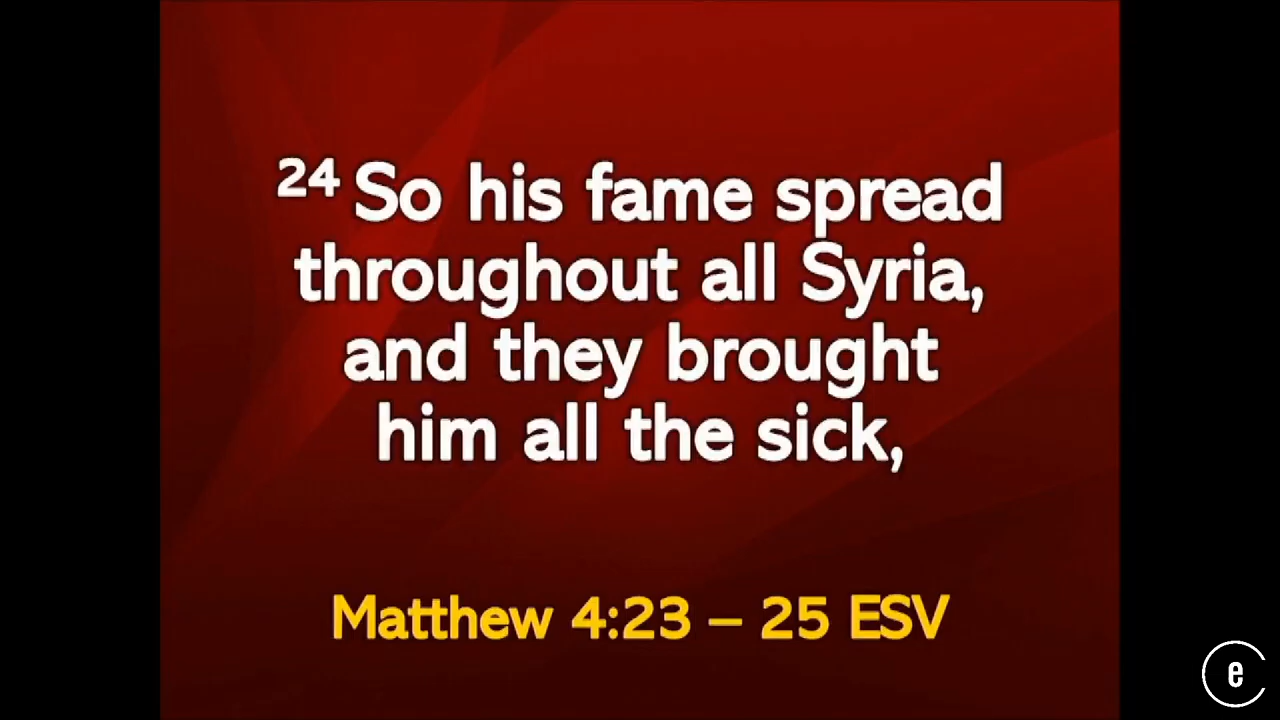 24 So his fame spread
throughout all Syria,
and they brought
him all the sick,
Matthew 4:23 – 25 ESV
e